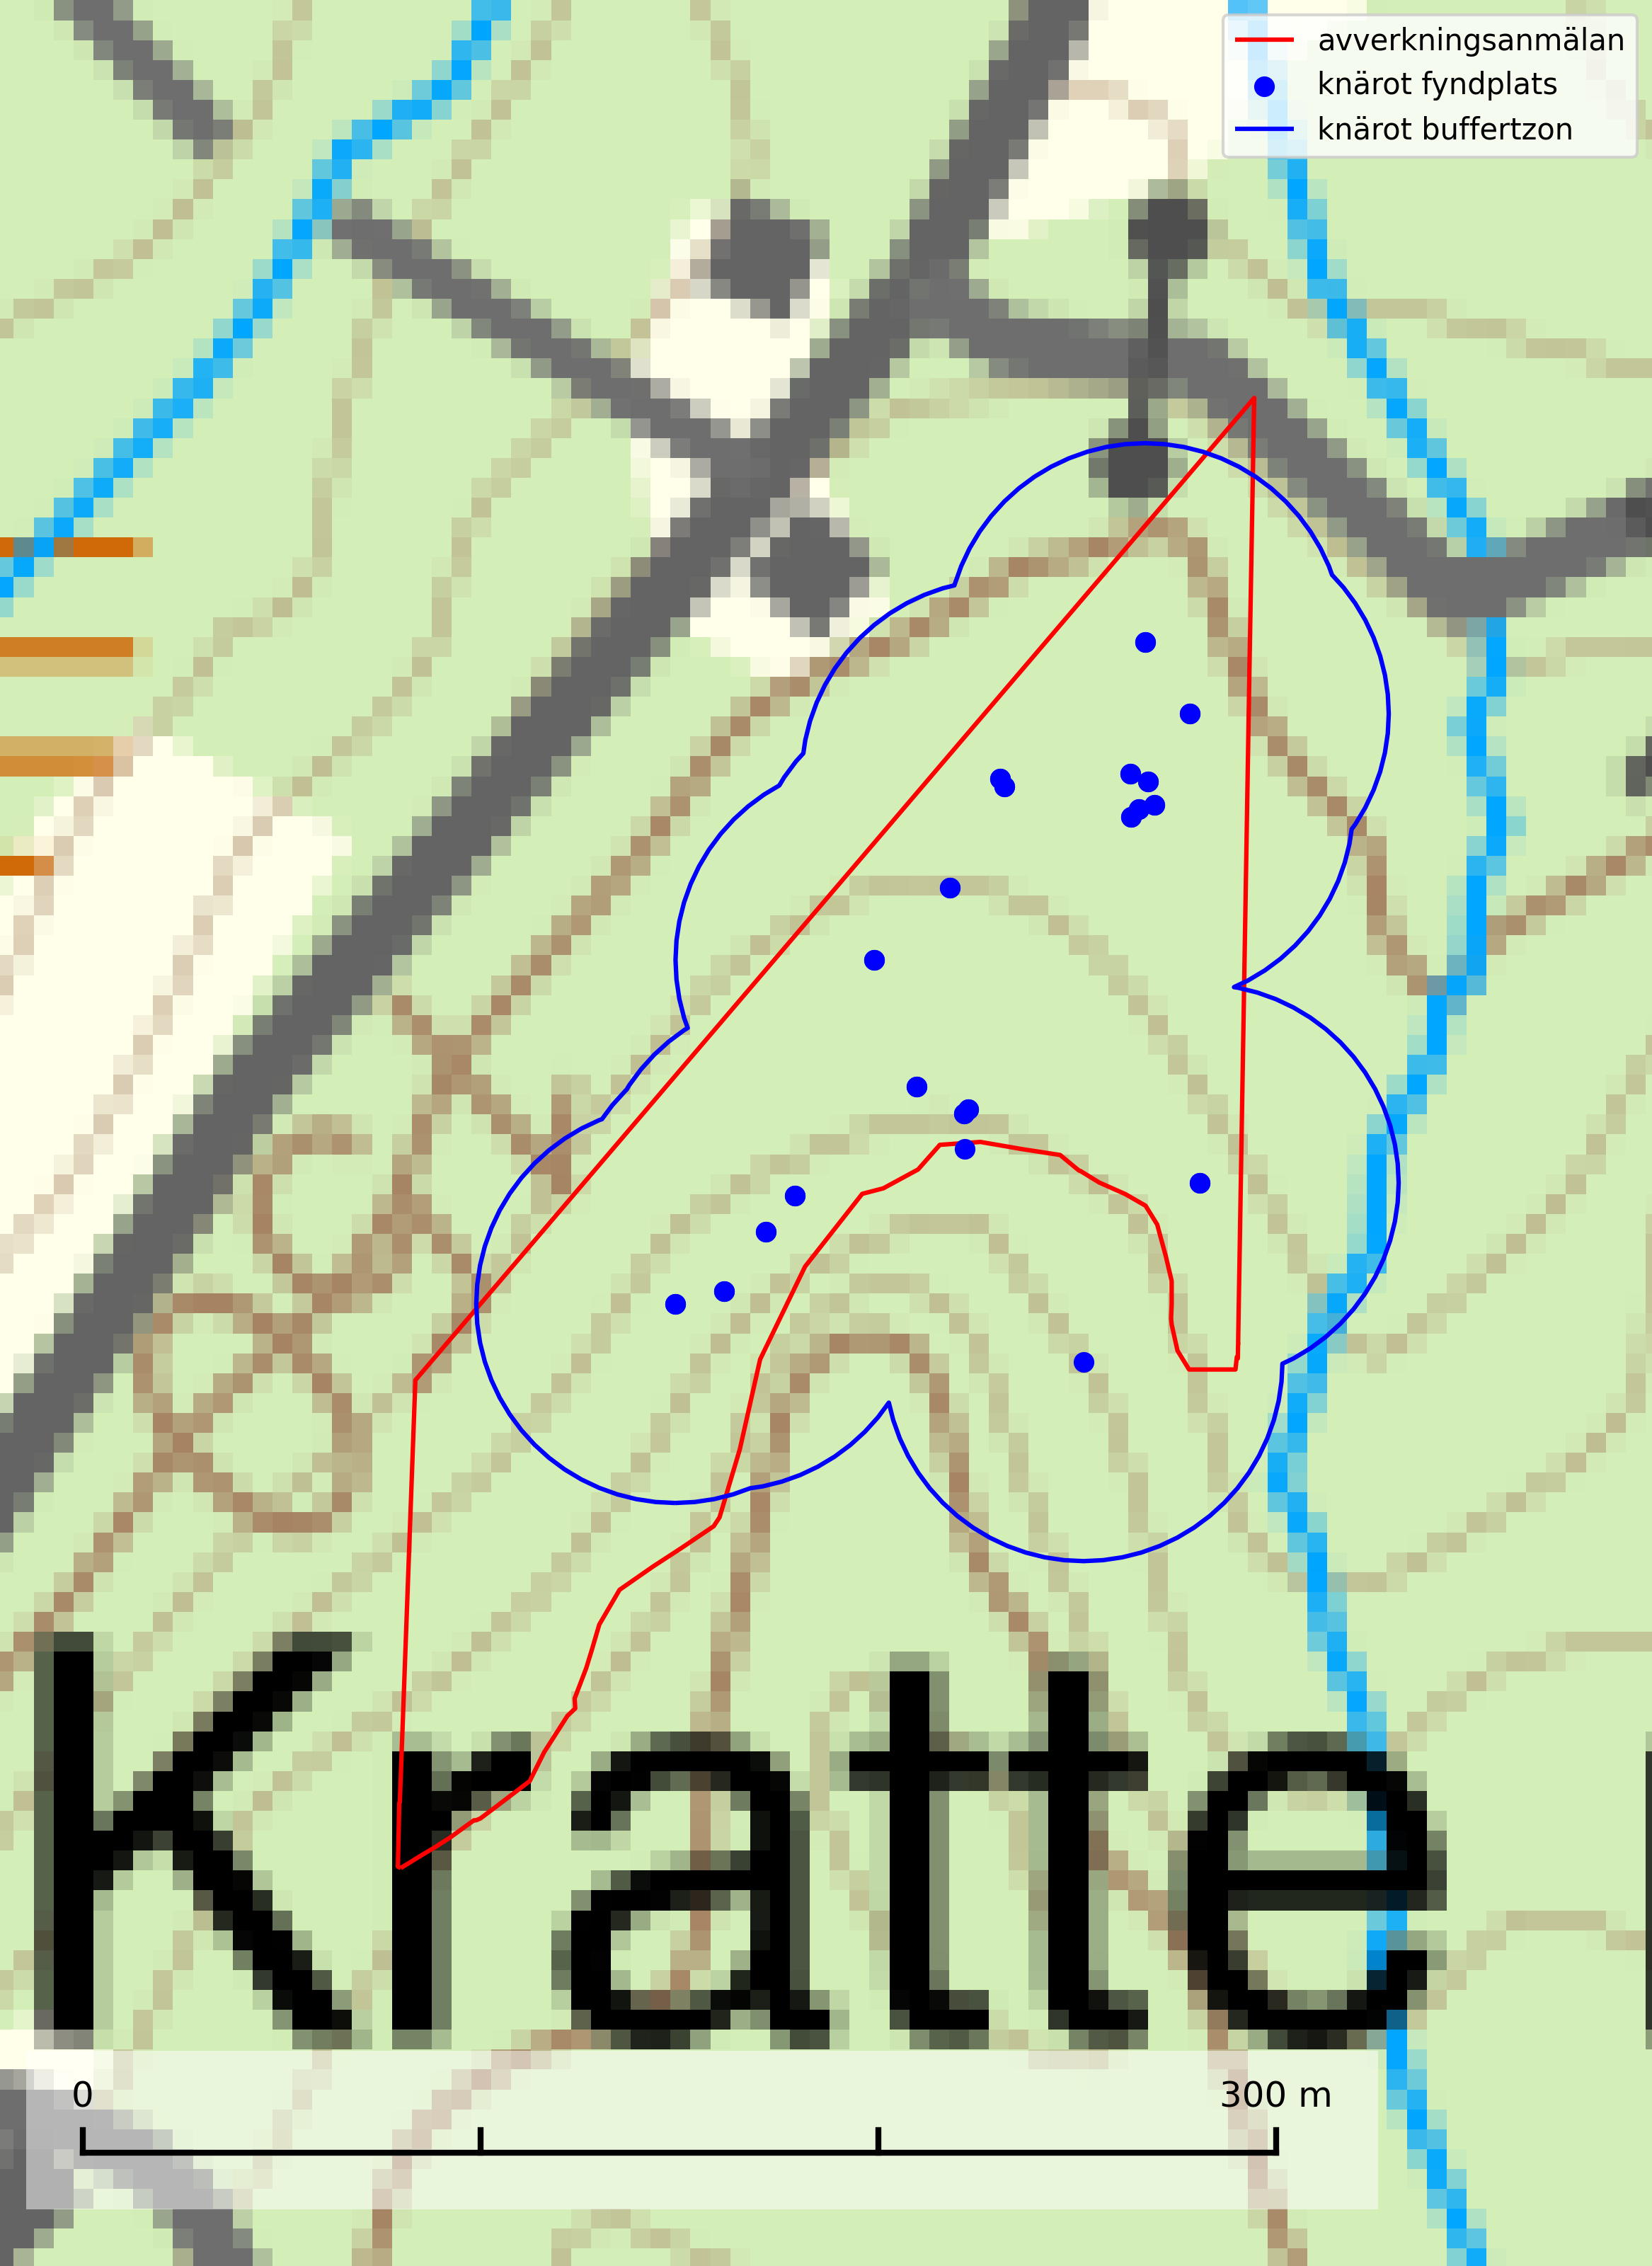 avverkningsanmälan
knärot fyndplats
knärot buffertzon
Kratte
0 300 m